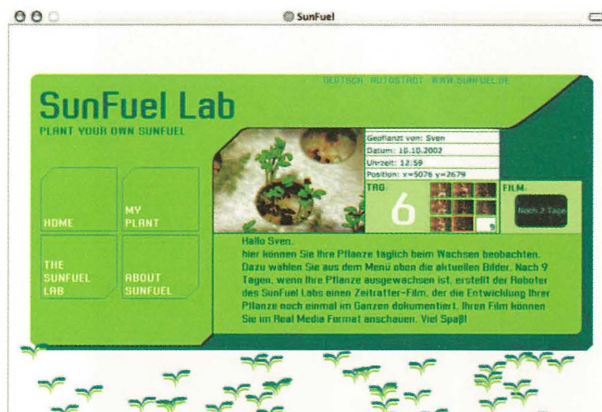 SunFuel
DEUTSCH AUTOSTADT WWW.SUNFUEL.DE
SunFuel Lab
PLANT YOUR OWN SUNFUEL
Gepflanzt von: Sven
Datum: 10.10.2002
Uhrzeit: 12:59
Position: x=5076 y=2679
TAG:
6
9
FILM:
Noch 2 Tage
HOME
MY
PLANT
THE
SUNFUEL
LAB
ABOUT
SUNFUEL
Hallo Sven,
hier können Sie Ihre Pflanze täglich beim Wachsen beobachten.
Dazu wählen Sie aus dem Menü oben die aktuellen Bilder. Nach 9
Tagen, wenn Ihre Pflanze ausgewachsen ist, erstellt der Roboter
des SunFuel Labs einen Zeitraffer-Film, der die Entwicklung Ihrer
Pflanze noch einmal im Ganzen dokumentiert. Ihren Film können
Sie im Real Media Format anschauen. Viel Spaß!